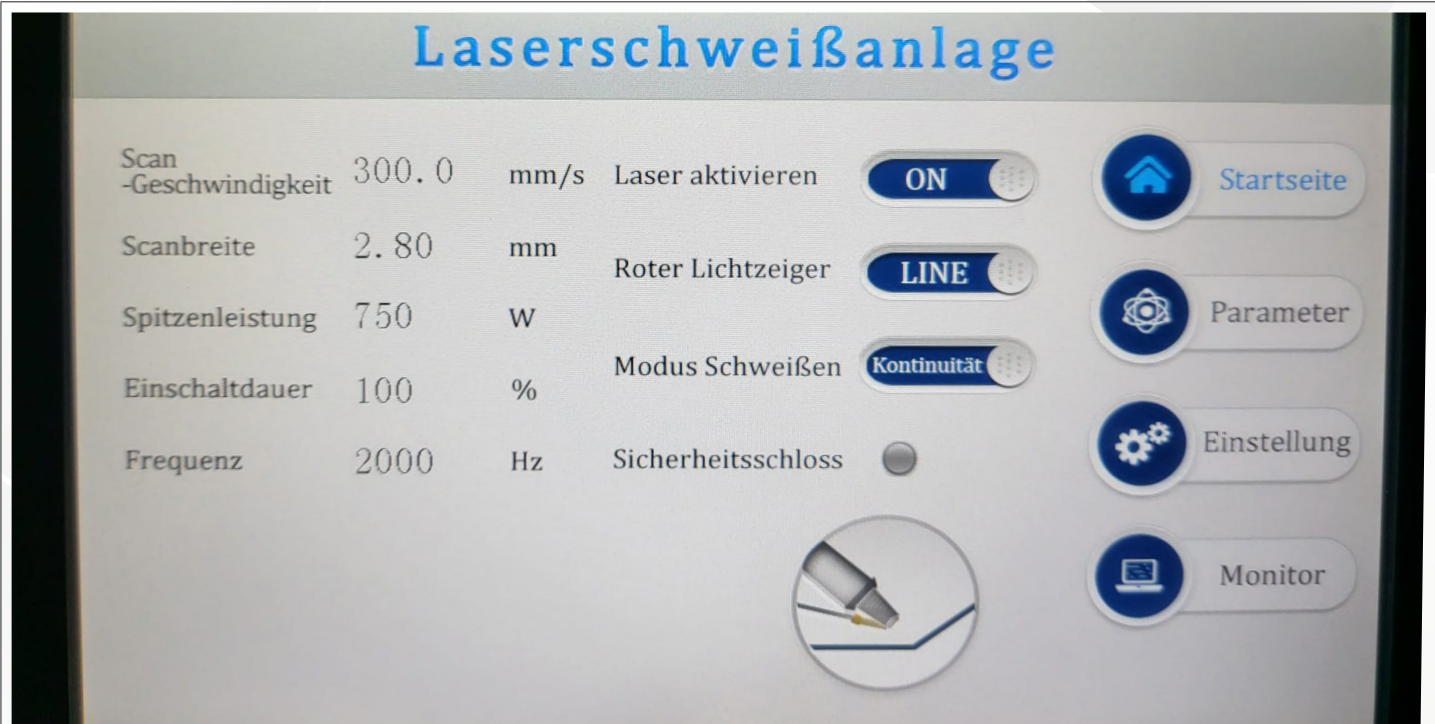 Laserschweißanlage
Scan
-Geschwindigkeit 300.0 mm/s
Scanbreite 2.80 mm
Spitzenleistung 750 W
Einschaltdauer 100 %
Frequenz 2000 Hz
Laser aktivieren ON
Roter Lichtzeiger LINE
Modus Schweißen Kontinuität
Sicherheitsschloss
Startseite
Parameter
Einstellung
Monitor